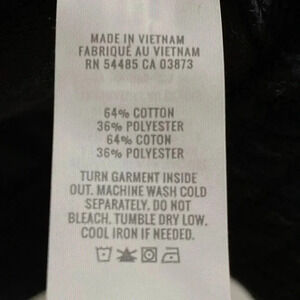 MADE IN VIETNAM
FABRIQUÉ AU VIETNAM
RN 54485 CA 03873
64% COTTON
36% POLYESTER
64% COTON
36% POLYESTER
TURN GARMENT INSIDE
OUT. MACHINE WASH COLD
SEPARATELY. DO NOT
BLEACH. TUMBLE DRY LOW.
COOL IRON IF NEEDED.